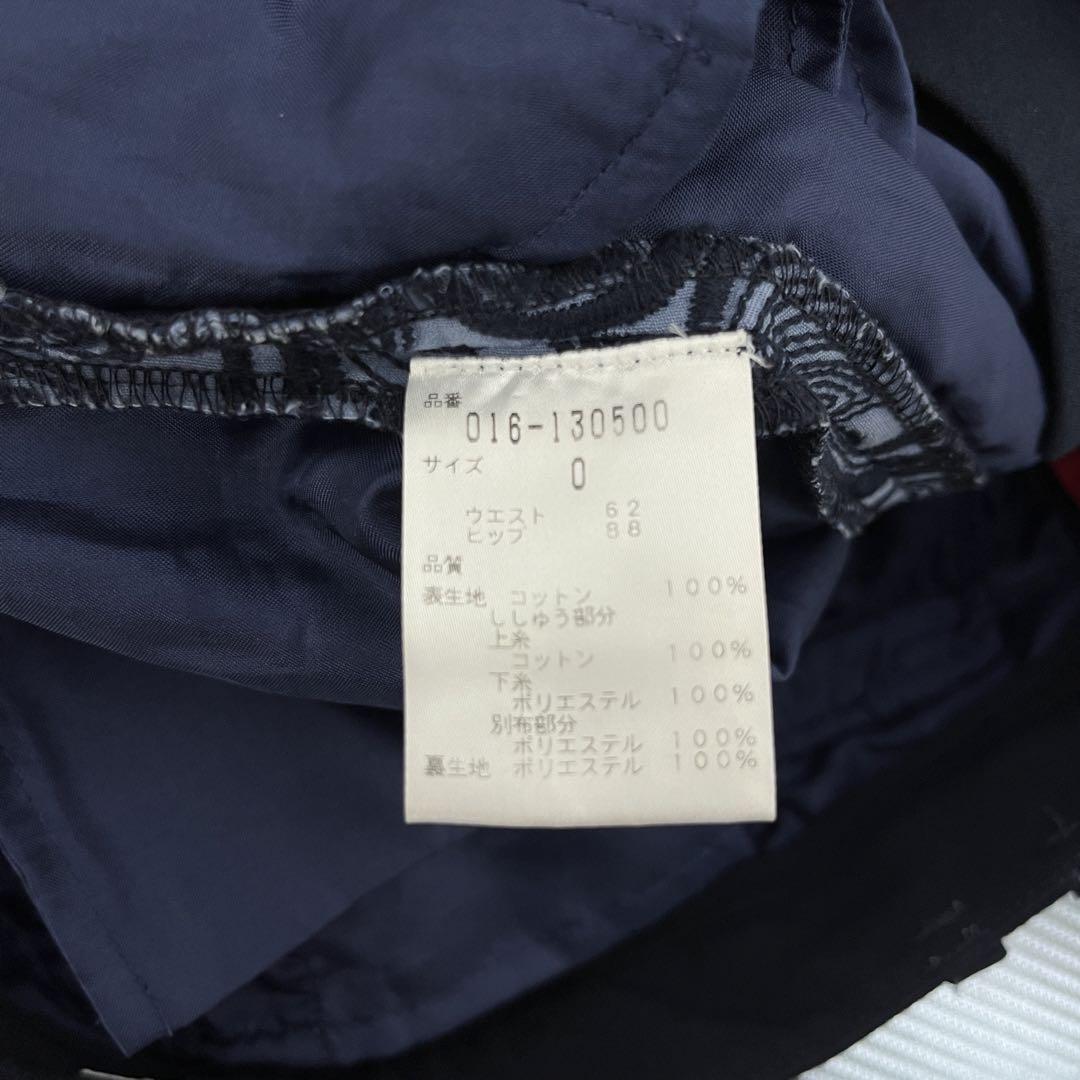 品番
016-130500
サイズ 0
ウエスト 62
ヒップ 88
品質
表生地 コットン 100%
ししゅう部分
上糸
コットン 100%
下糸
ポリエステル 100%
別布部分
ポリエステル 100%
裏生地 ポリエステル 100%